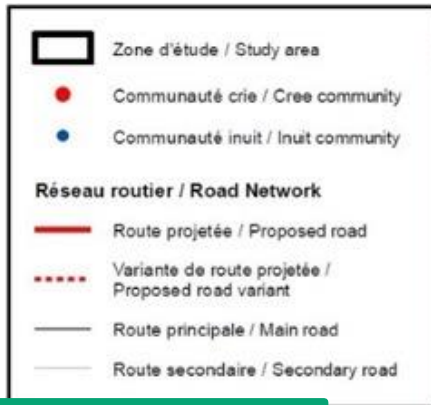 Zone d'étude / Study area
Communauté crie / Cree community
Communauté inuit / Inuit community
Réseau routier / Road Network
Route projetée / Proposed road
Variante de route projetée /
Proposed road variant
Route principale / Main road
Route secondaire / Secondary road